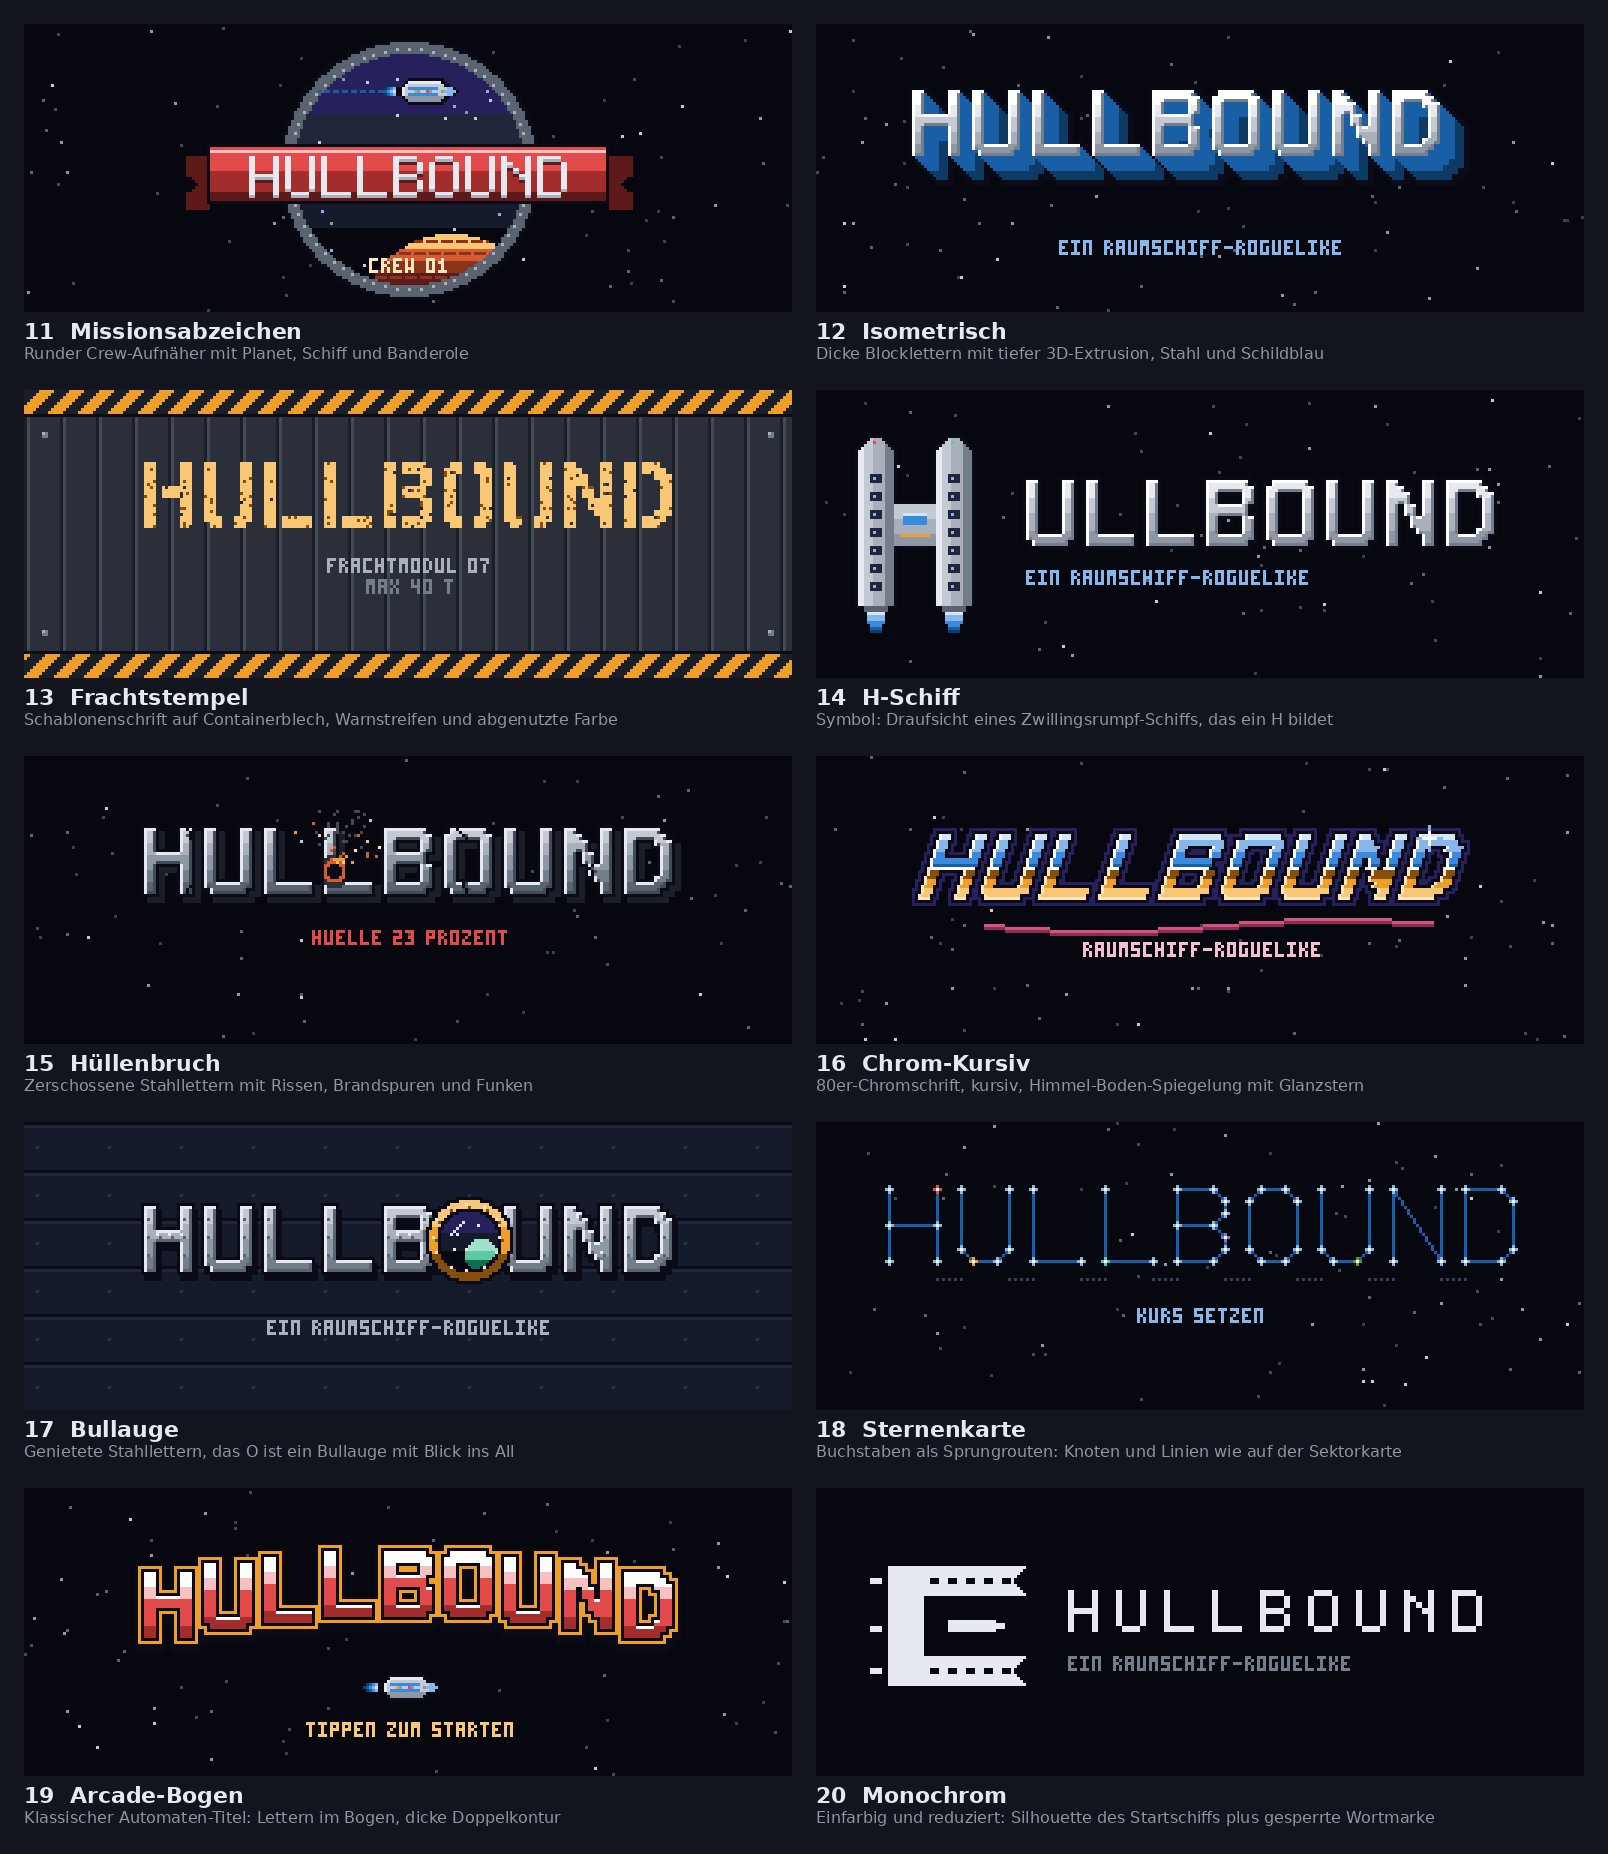 HULLBOUND
CREW 01
11 Missionsabzeichen
Runder Crew-Aufnäher mit Planet, Schiff und Banderole
HULLBOUND
EIN RAUMSCHIFF-ROGUELIKE
12 Isometrisch
Dicke Blocklettern mit tiefer 3D-Extrusion, Stahl und Schildblau
HULLBOUND
FRACHTMODUL 07
MAX 40 T
13 Frachtstempel
Schablonenschrift auf Containerblech, Warnstreifen und abgenutzte Farbe
HULLBOUND
EIN RAUMSCHIFF-ROGUELIKE
14 H-Schiff
Symbol: Draufsicht eines Zwillingsrumpf-Schiffs, das ein H bildet
HULLBOUND
HUELLE 23 PROZENT
15 Hüllenbruch
Zerschossene Stahllettern mit Rissen, Brandspuren und Funken
HULLBOUND
RAUMSCHIFF-ROGUELIKE
16 Chrom-Kursiv
80er-Chromschrift, kursiv, Himmel-Boden-Spiegelung mit Glanzstern
HULLBOUND
EIN RAUMSCHIFF-ROGUELIKE
17 Bullauge
Genietete Stahllettern, das O ist ein Bullauge mit Blick ins All
HULLBOUND
KURS SETZEN
18 Sternenkarte
Buchstaben als Sprungrouten: Knoten und Linien wie auf der Sektorkarte
HULLBOUND
TIPPEN ZUM STARTEN
19 Arcade-Bogen
Klassischer Automaten-Titel: Lettern im Bogen, dicke Doppelkontur
HULLBOUND
EIN RAUMSCHIFF-ROGUELIKE
20 Monochrom
Einfarbig und reduziert: Silhouette des Startschiffs plus gesperrte Wortmarke